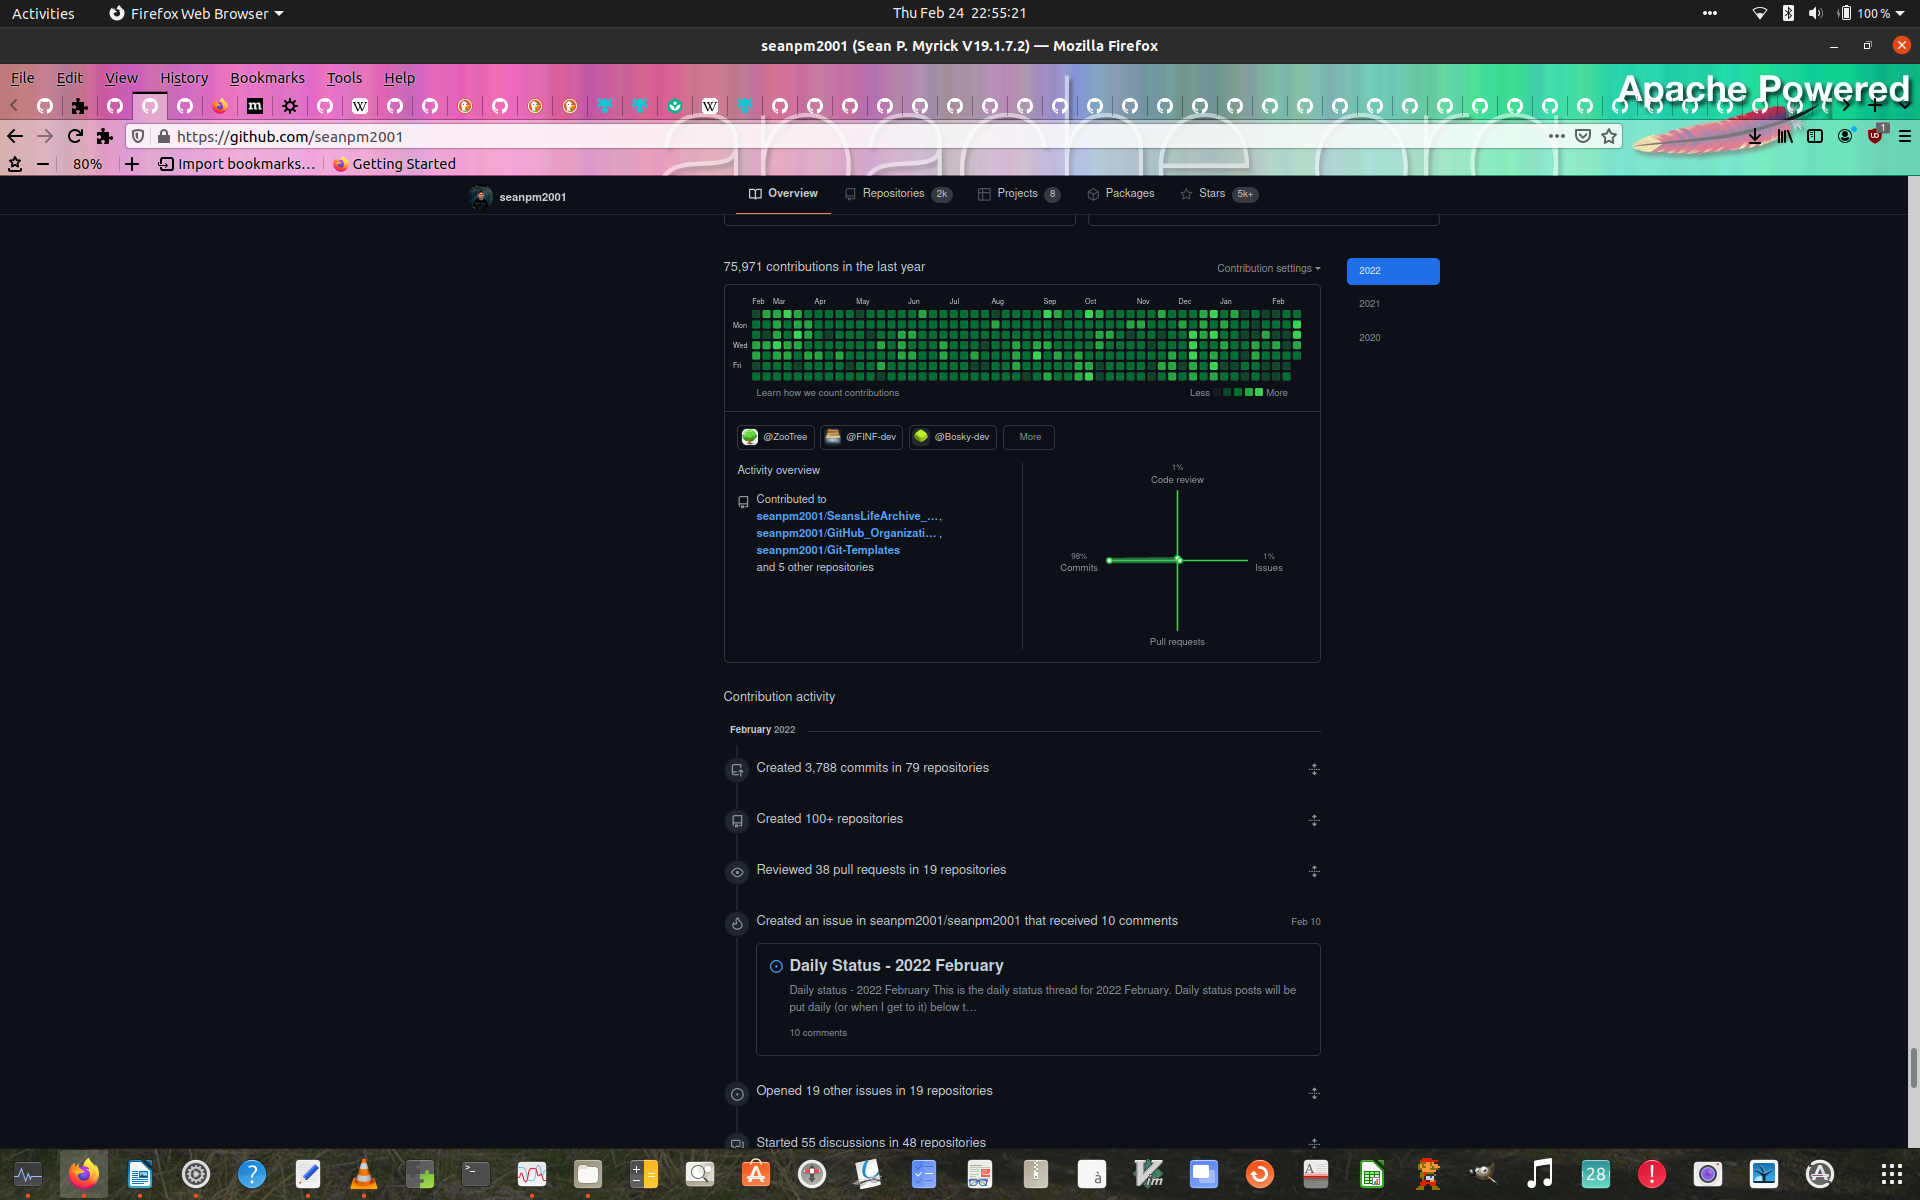 Activities
Firefox Web Browser
Thu Feb 24 22:55:21
100 %
seanpm2001 (Sean P. Myrick V19.1.7.2) — Mozilla Firefox
File Edit View History Bookmarks Tools Help
Apache Powered
https://github.com/seanpm2001
80%
Import bookmarks...
Getting Started
apache.org
seanpm2001
Overview
Repositories 2k
Projects 8
Packages
Stars 5k+
75,971 contributions in the last year
Contribution settings
2022
2021
2020
Feb Mar Apr May Jun Jul Aug Sep Oct Nov Dec Jan Feb
Mon
Wed
Fri
Learn how we count contributions
Less
More
@ZooTree
@FINF-dev
@Bosky-dev
More
Activity overview
Contributed to
seanpm2001/SeansLifeArchive_... ,
seanpm2001/GitHub_Organizati... ,
seanpm2001/Git-Templates
and 5 other repositories
1%
Code review
98%
Commits
1%
Issues
Pull requests
Contribution activity
February 2022
Created 3,788 commits in 79 repositories
Created 100+ repositories
Reviewed 38 pull requests in 19 repositories
Created an issue in seanpm2001/seanpm2001 that received 10 comments
Feb 10
Daily Status - 2022 February
Daily status - 2022 February This is the daily status thread for 2022 February. Daily status posts will be
put daily (or when I get to it) below t...
10 comments
Opened 19 other issues in 19 repositories
Started 55 discussions in 48 repositories
28